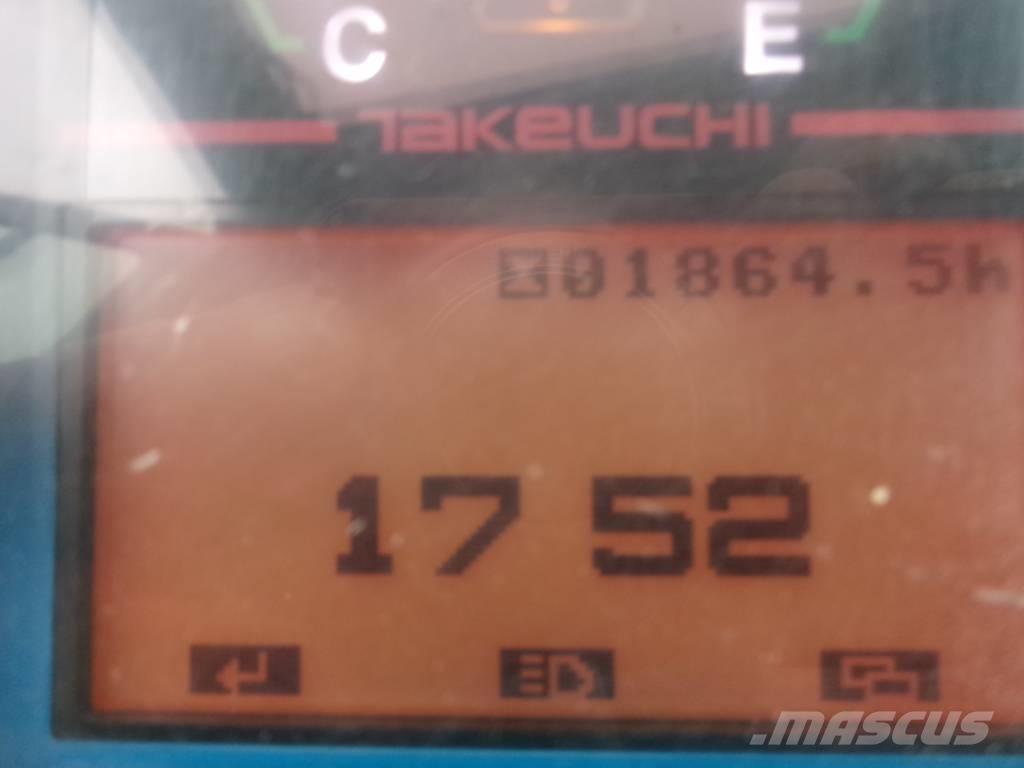 C E
TAKEUCHI
01864.5h
17 52
MASCUS